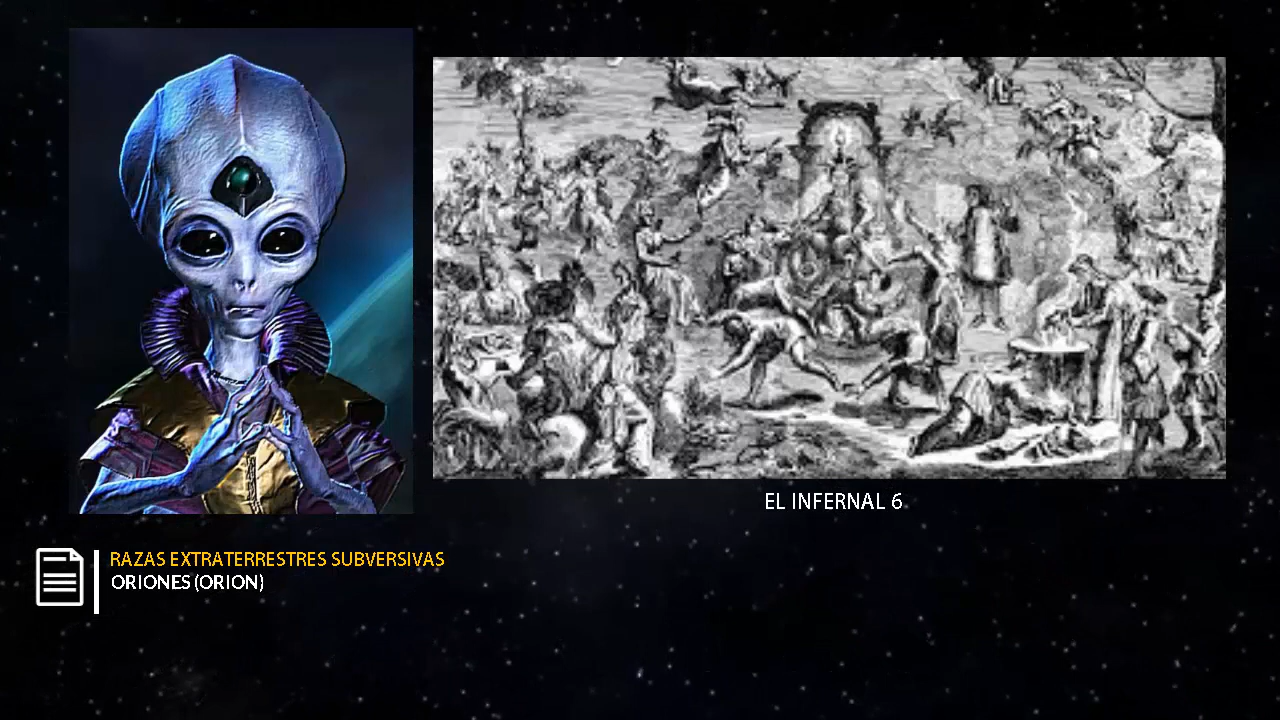 EL INFERNAL 6
RAZAS EXTRATERRESTRES SUBVERSIVAS
ORIONES (ORION)